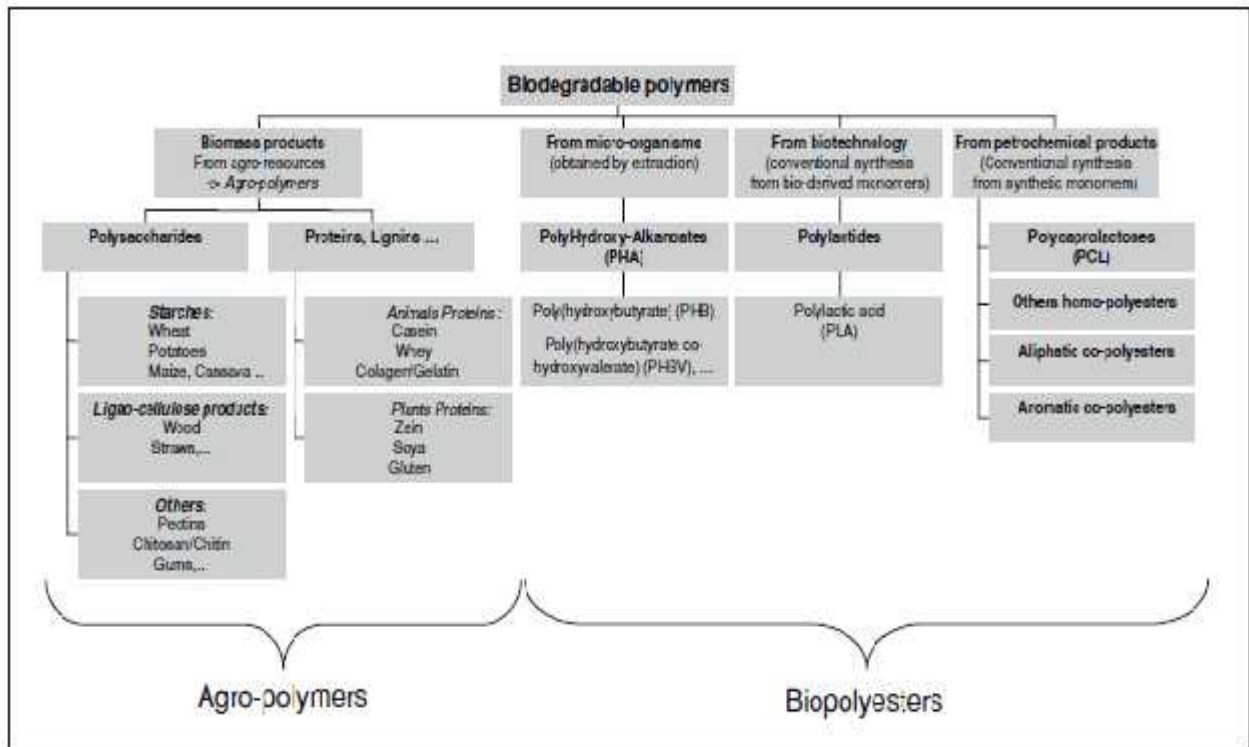 Biodegradable polymers
Biomass products
From agro-resources
-> Agro-polymers
From micro-organisms
(obtained by extraction)
From biotechnology
(conventional synthesis
from bio-derived monomers)
From petrochemical products
(Conventional synthesis
from synthetic monomers)
Polysaccharides
Proteins, Lignins ...
PolyHydroxy-Alkanoates
(PHA)
Polylactides
Polycaprolactones
(PCL)
Starches:
Wheat
Potatoes
Maize, Cassava ...
Animals Proteins:
Casein
Whey
Colagen/Gelatin
Poly(hydroxybutyrate) (PHB)
Poly(hydroxybutyrate co-
hydroxyvalerate) (PHBV), ...
Polylactic acid
(PLA)
Others homo-polyesters
Aliphatic co-polyesters
Aromatic co-polyesters
Ligno-cellulose products:
Wood
Straws,...
Plants Proteins:
Zein
Soya
Gluten
Others:
Pectins
Chitosan/Chitin
Gums,...
Agro-polymers
Biopolyesters